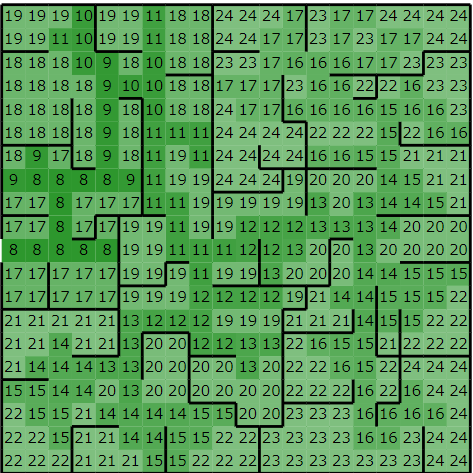 19 19 19 10 19 19 11 18 18 24 24 24 17 23 17 17 24 24 24 24
19 19 11 10 19 19 11 18 18 24 24 17 17 23 17 23 17 17 24 24
18 18 18 10 9 18 10 18 18 23 23 17 16 16 16 17 17 23 23 23
18 18 18 18 9 10 10 18 18 17 17 17 23 16 16 22 22 16 23 23
18 18 18 18 9 18 10 18 18 24 17 17 16 16 16 16 15 16 16 23
18 18 18 18 9 18 10 11 11 24 24 24 24 22 22 22 15 22 16 16
18 9 17 18 9 18 11 19 11 24 24 24 24 16 16 15 15 21 21 21
9 8 8 8 8 9 11 19 19 24 24 24 19 20 20 20 14 21 21 21
17 17 8 17 17 17 11 11 19 19 19 19 19 13 20 13 14 14 15 21
17 17 8 17 17 19 19 11 19 19 12 12 12 13 13 13 14 20 20 20
8 8 8 8 8 19 19 11 11 11 12 12 13 20 20 13 20 20 20 20
17 17 17 17 17 19 19 19 11 19 19 13 20 20 20 14 14 15 15 15
17 17 17 17 17 19 19 19 12 12 12 12 19 21 14 14 15 15 15 22
21 21 21 21 21 13 12 12 12 19 19 19 21 21 21 14 15 15 22 22
21 21 14 21 21 13 20 20 12 12 13 13 22 16 15 15 21 22 22 22
21 14 14 14 13 13 20 20 20 20 13 20 22 22 16 15 22 22 22 22
15 15 14 14 20 13 20 20 20 20 20 20 22 22 22 16 22 16 24 24
22 15 15 21 14 14 14 14 15 15 20 20 23 23 23 16 16 16 16 24
22 22 15 21 21 14 15 15 22 22 22 23 23 23 23 16 16 23 24 24
22 22 22 21 21 21 15 15 22 22 22 23 23 23 23 23 23 23 24 24